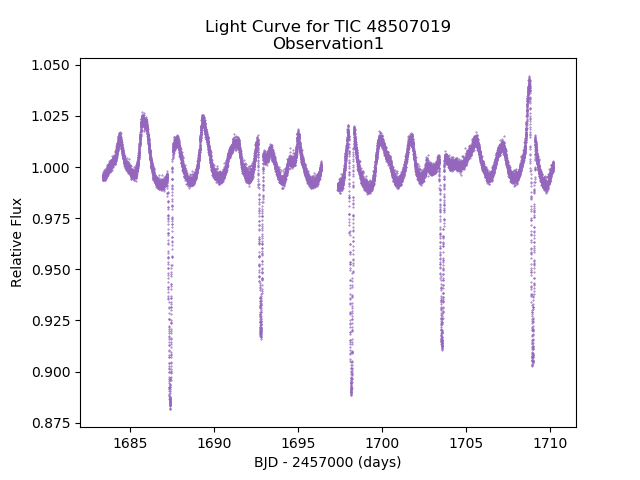 Light Curve for TIC 48507019
Observation1
1.050
1.025
1.000
0.975
0.950
0.925
0.900
0.875
Relative Flux
1685 1690 1695 1700 1705 1710
BJD - 2457000 (days)